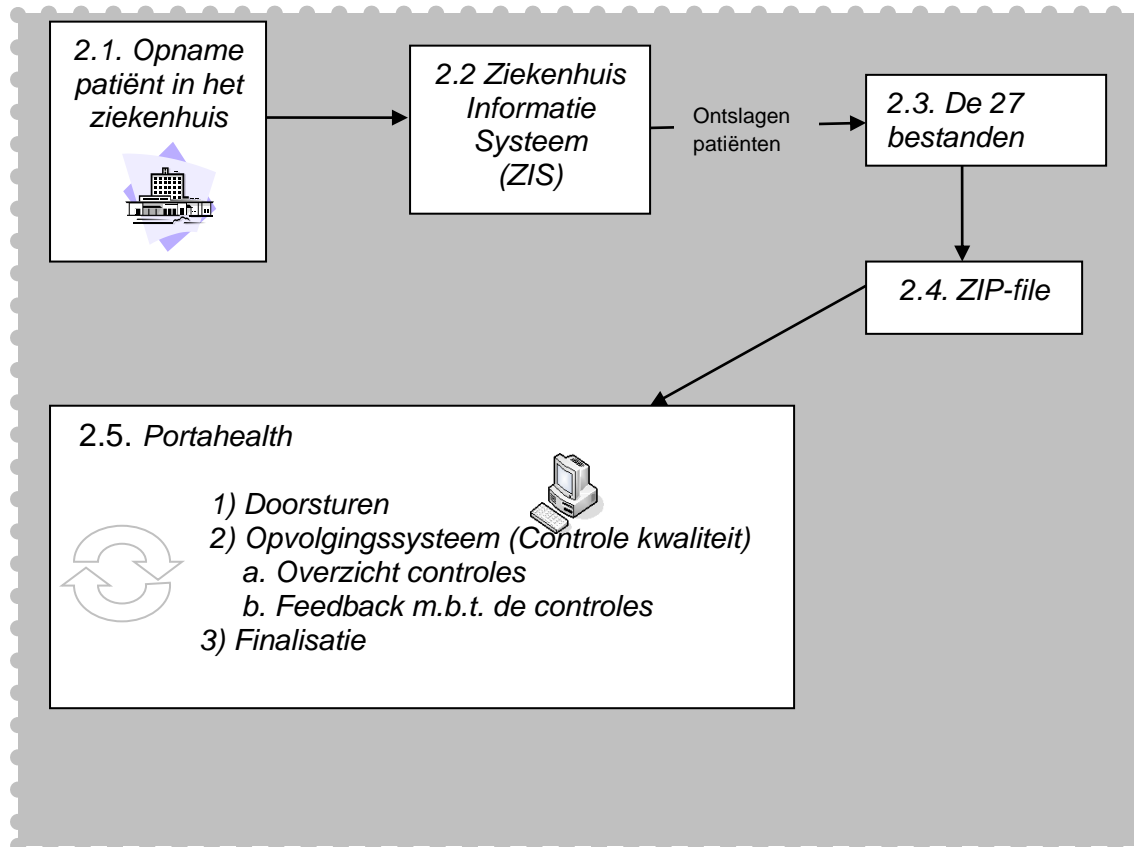 2.1. Opname
patiënt in het
ziekenhuis
2.2 Ziekenhuis
Informatie
Systeem
(ZIS)
Ontslagen
patiënten
2.3. De 27
bestanden
2.4. ZIP-file
2.5. Portahealth
1) Doorsturen
2) Opvolgingssysteem (Controle kwaliteit)
a. Overzicht controles
b. Feedback m.b.t. de controles
3) Finalisatie